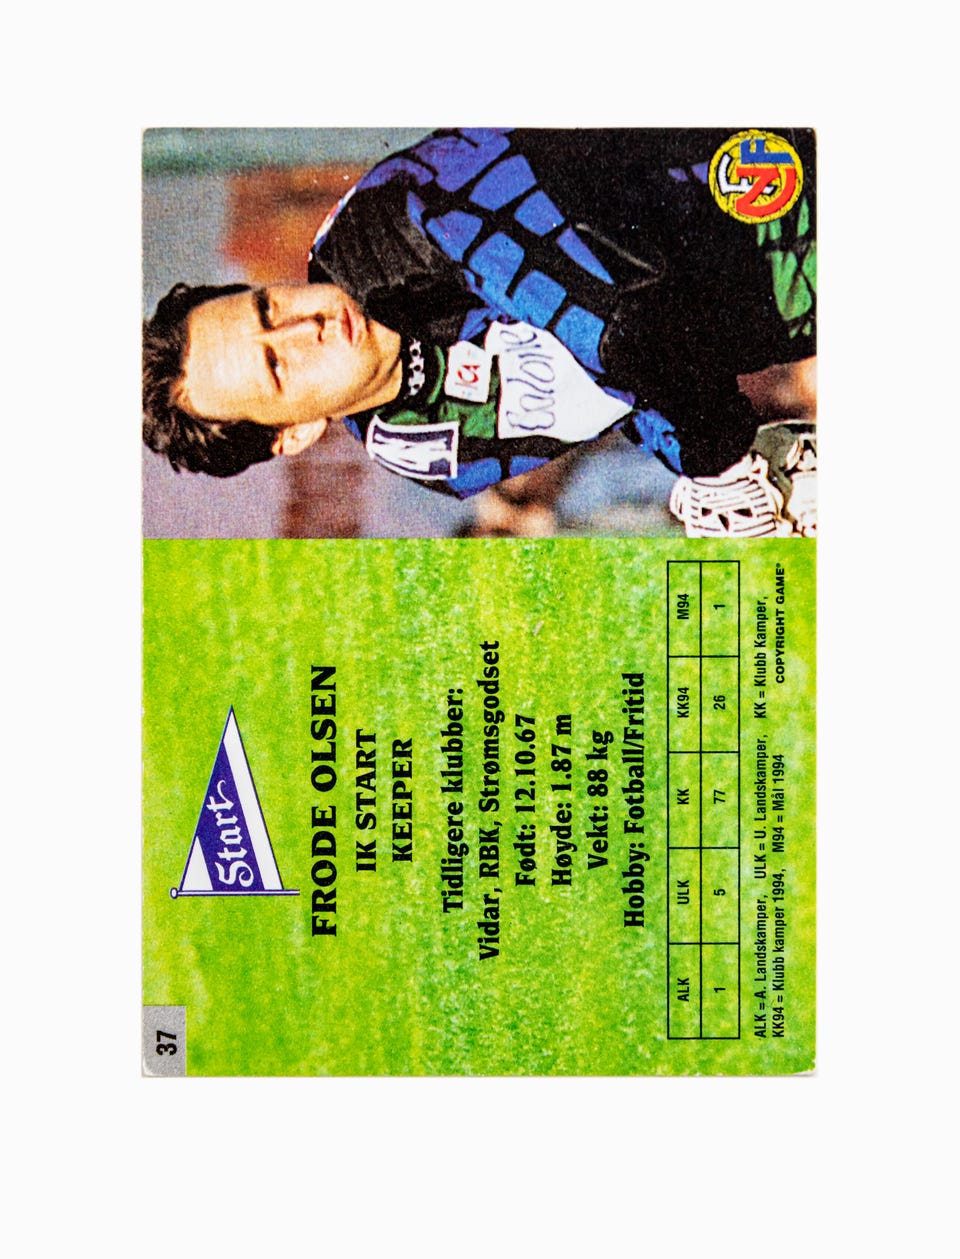 37
Start
FRODE OLSEN
IK START
KEEPER
Tidligere klubber:
Vidar, RBK, Strømsgodset
Født: 12.10.67
Høyde: 1.87 m
Vekt: 88 kg
Hobby: Fotball/Fritid
ALK ULK KK KK94 M94
1 5 77 26 1
ALK = A. Landskamper, ULK = U. Landskamper, KK = Klubb Kamper,
KK94 = Klubb kamper 1994, M94 = Mål 1994 COPYRIGHT GAME®